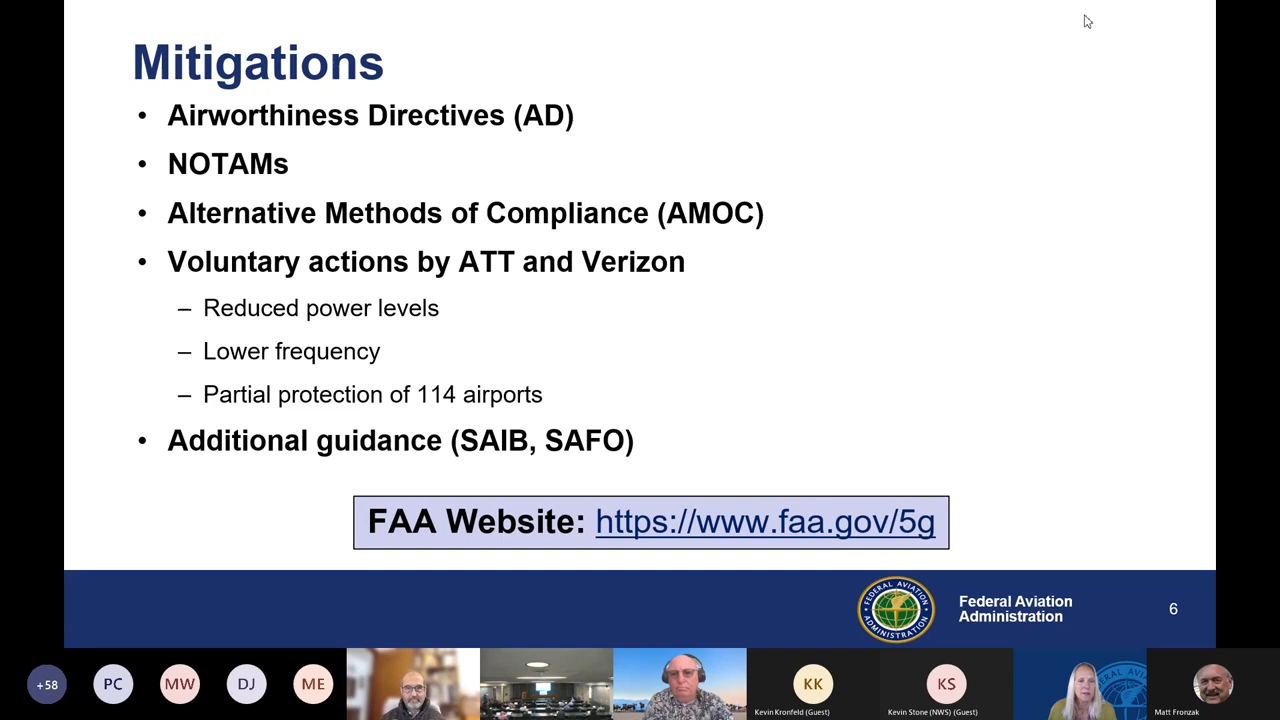 Mitigations
• Airworthiness Directives (AD)
• NOTAMs
• Alternative Methods of Compliance (AMOC)
• Voluntary actions by ATT and Verizon
– Reduced power levels
– Lower frequency
– Partial protection of 114 airports
• Additional guidance (SAIB, SAFO)
FAA Website: https://www.faa.gov/5g
FEDERAL AVIATION ADMINISTRATION
Federal Aviation
Administration
6
+58
PC
MW
DJ
ME
KK
KS
Kevin Kronfeld (Guest)
Kevin Stone (NWS) (Guest)
Matt Fronzak